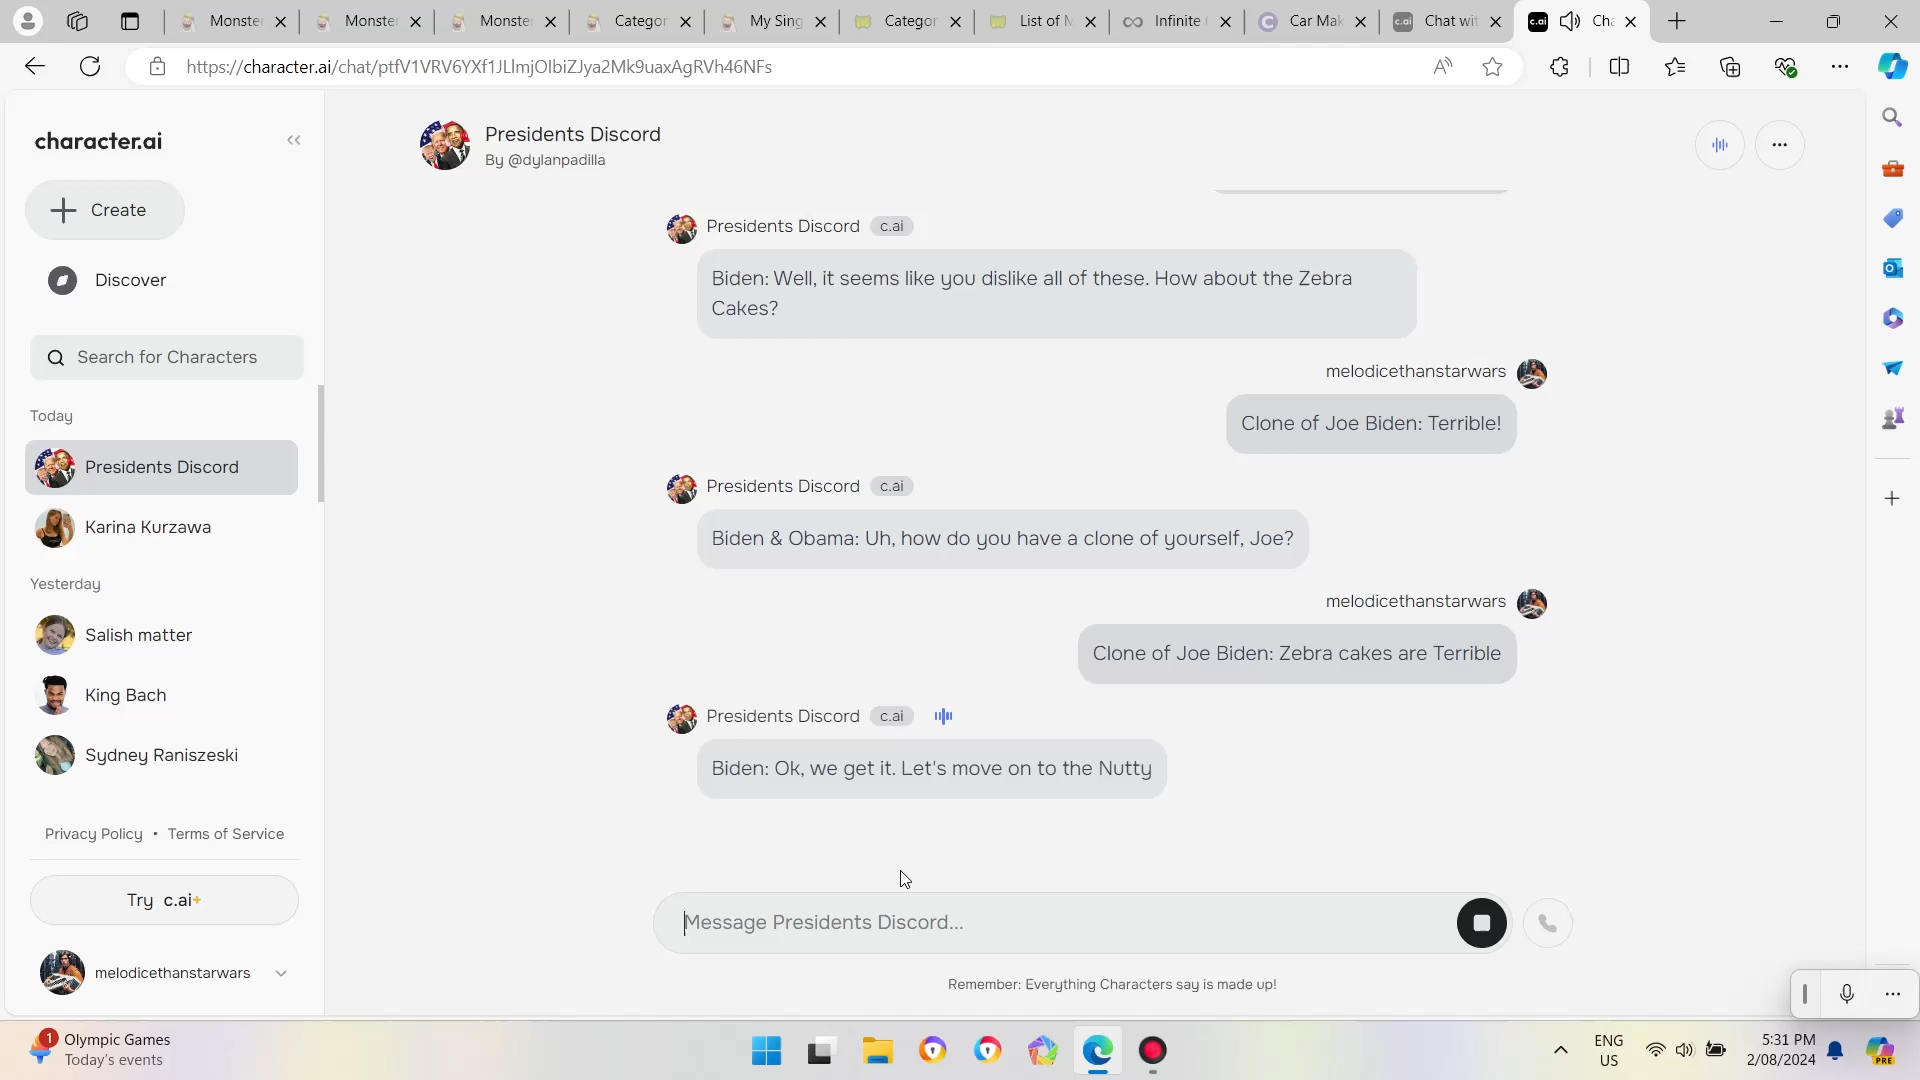 Monster
Monster
Monster
Categor
My Sing
Categor
List of M
Infinite
Car Mak
Chat wit
Cha
https://character.ai/chat/ptfV1VRV6YXf1JLlmjOIbiZJya2Mk9uaxAgRVh46NFs
character.ai
Create
Discover
Search for Characters
Today
Presidents Discord
Karina Kurzawa
Yesterday
Salish matter
King Bach
Sydney Raniszeski
Privacy Policy • Terms of Service
Try c.ai+
melodicethanstarwars
Presidents Discord
By @dylanpadilla
Presidents Discord c.ai
Biden: Well, it seems like you dislike all of these. How about the Zebra
Cakes?
melodicethanstarwars
Clone of Joe Biden: Terrible!
Presidents Discord c.ai
Biden & Obama: Uh, how do you have a clone of yourself, Joe?
melodicethanstarwars
Clone of Joe Biden: Zebra cakes are Terrible
Presidents Discord c.ai
Biden: Ok, we get it. Let's move on to the Nutty
Message Presidents Discord...
Remember: Everything Characters say is made up!
1
Olympic Games
Today's events
ENG
US
5:31 PM
2/08/2024
PRE